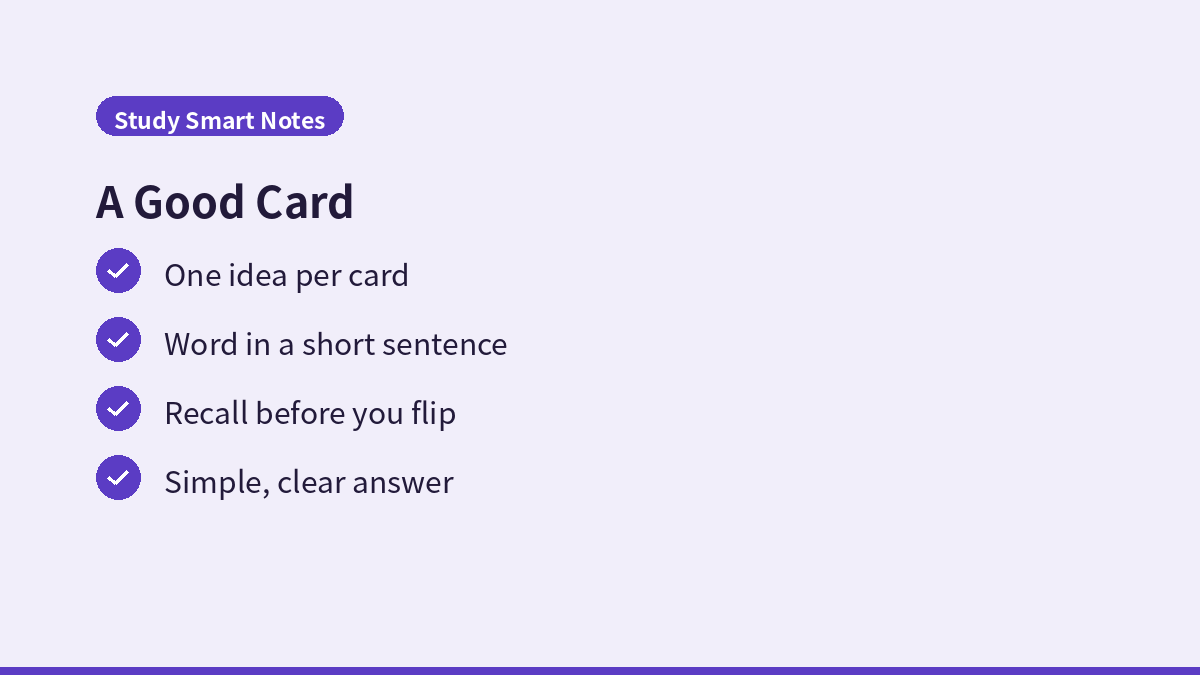 Study Smart Notes
A Good Card
One idea per card
Word in a short sentence
Recall before you flip
Simple, clear answer